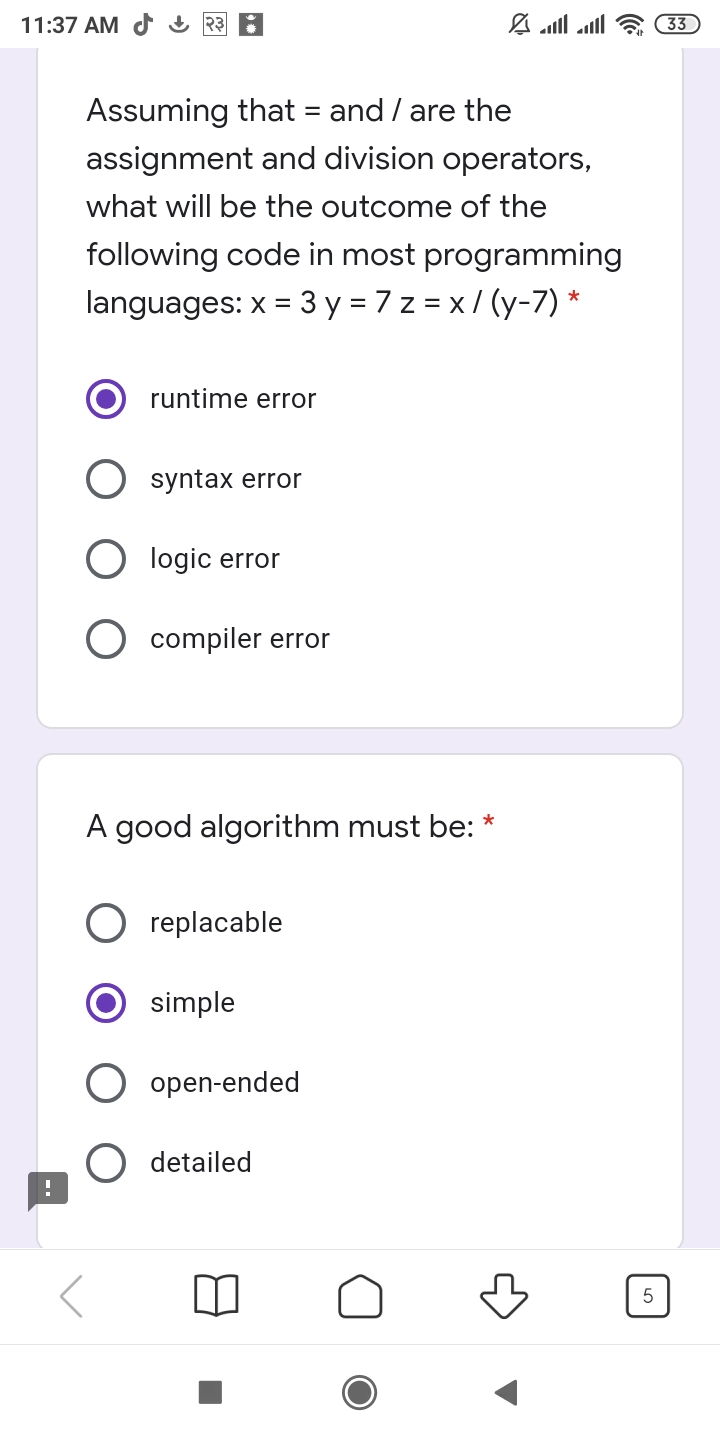 11:37 AM २३ 33
Assuming that = and / are the
assignment and division operators,
what will be the outcome of the
following code in most programming
languages: x = 3 y = 7 z = x / (y-7) *
runtime error
syntax error
logic error
compiler error
A good algorithm must be: *
replacable
simple
open-ended
detailed
!
5